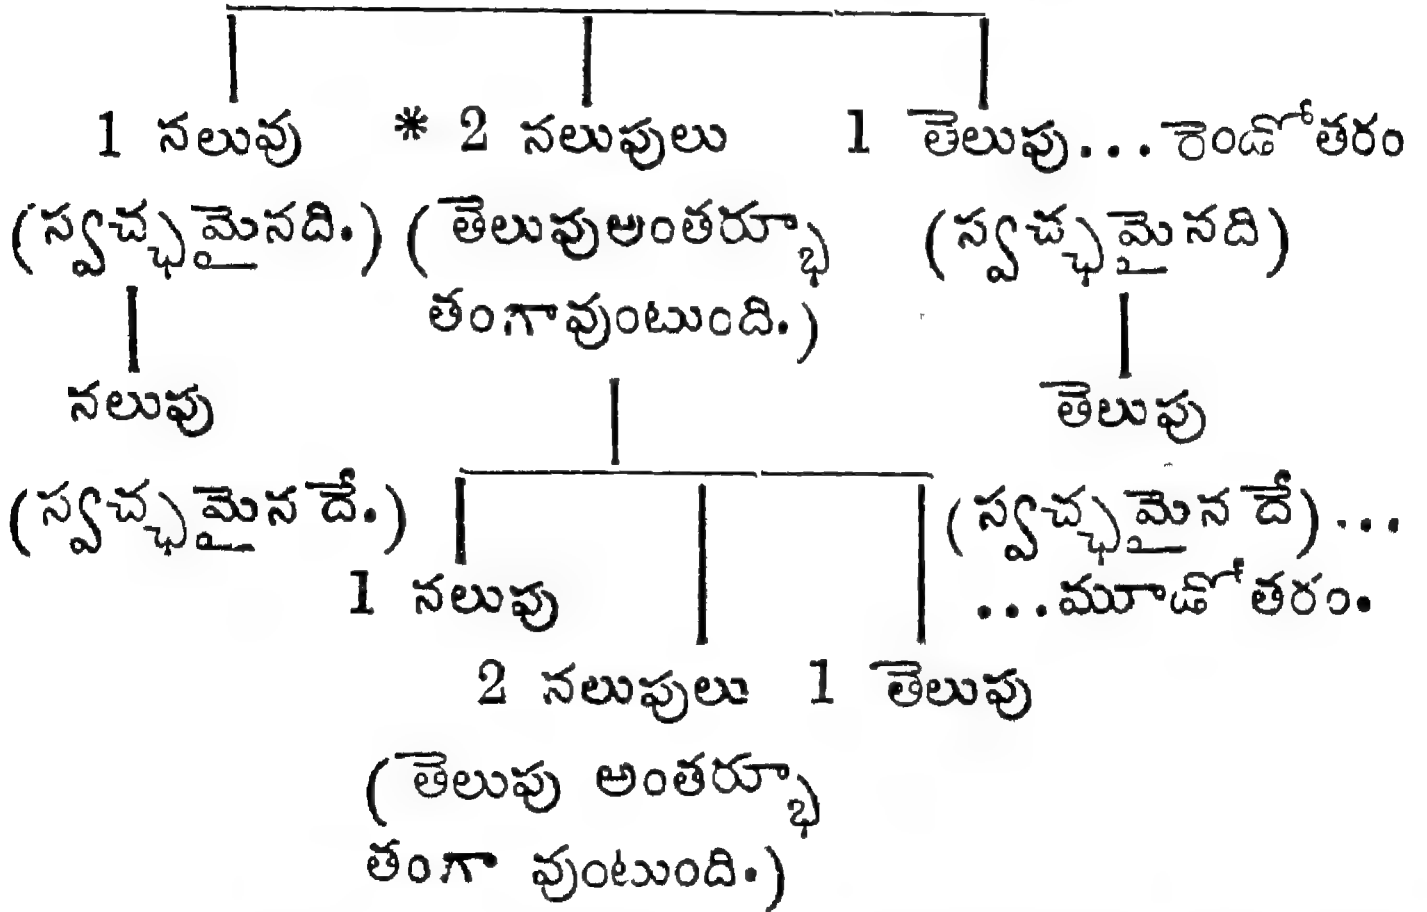 1 నలువు * 2 నలుపులు 1 తెలుపు...రెండోతరం
(స్వచ్ఛమైనది.) (తెలుపుఅంతర్భూ (స్వచ్ఛమైనది)
తంగావుంటుంది.)
నలుపు తెలుపు
(స్వచ్ఛమైనదే.) (స్వచ్ఛమైనదే)...
1 నలుపు ...మూడోతరం.
2 నలుపులు 1 తెలుపు
(తెలుపు అంతర్భూ
తంగా వుంటుంది.)